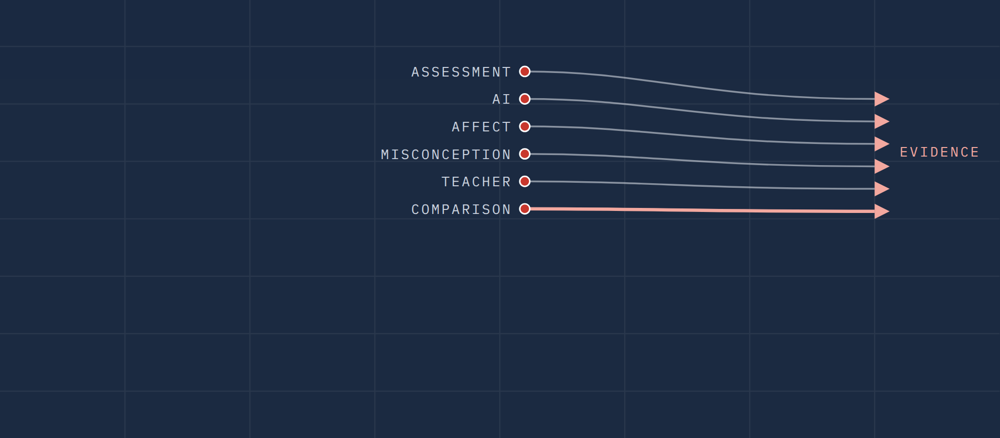 ASSESSMENT
AI
AFFECT
EVIDENCE
MISCONCEPTION
TEACHER
COMPARISON